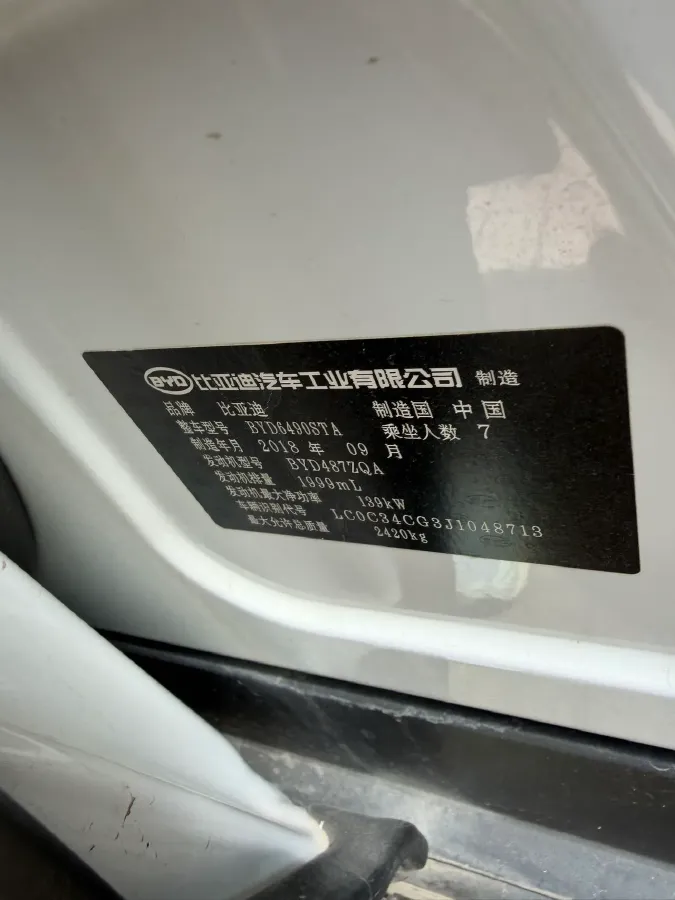 BYD 比亚迪汽车工业有限公司 制造
品牌 比亚迪 制造国 中国
整车型号 BYD6490STA 乘坐人数 7
制造年月 2018 年 09 月
发动机型号 BYD487ZQA
发动机排量 1999mL
发动机最大净功率 139kW
车辆识别代号 LC0C34CG3J1048713
最大允许总质量 2420kg